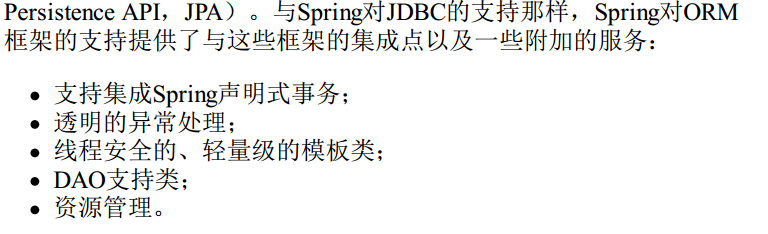 Persistence API，JPA）。与Spring对JDBC的支持那样，Spring对ORM
框架的支持提供了与这些框架的集成点以及一些附加的服务：
• 支持集成Spring声明式事务；
• 透明的异常处理；
• 线程安全的、轻量级的模板类；
• DAO支持类；
• 资源管理。